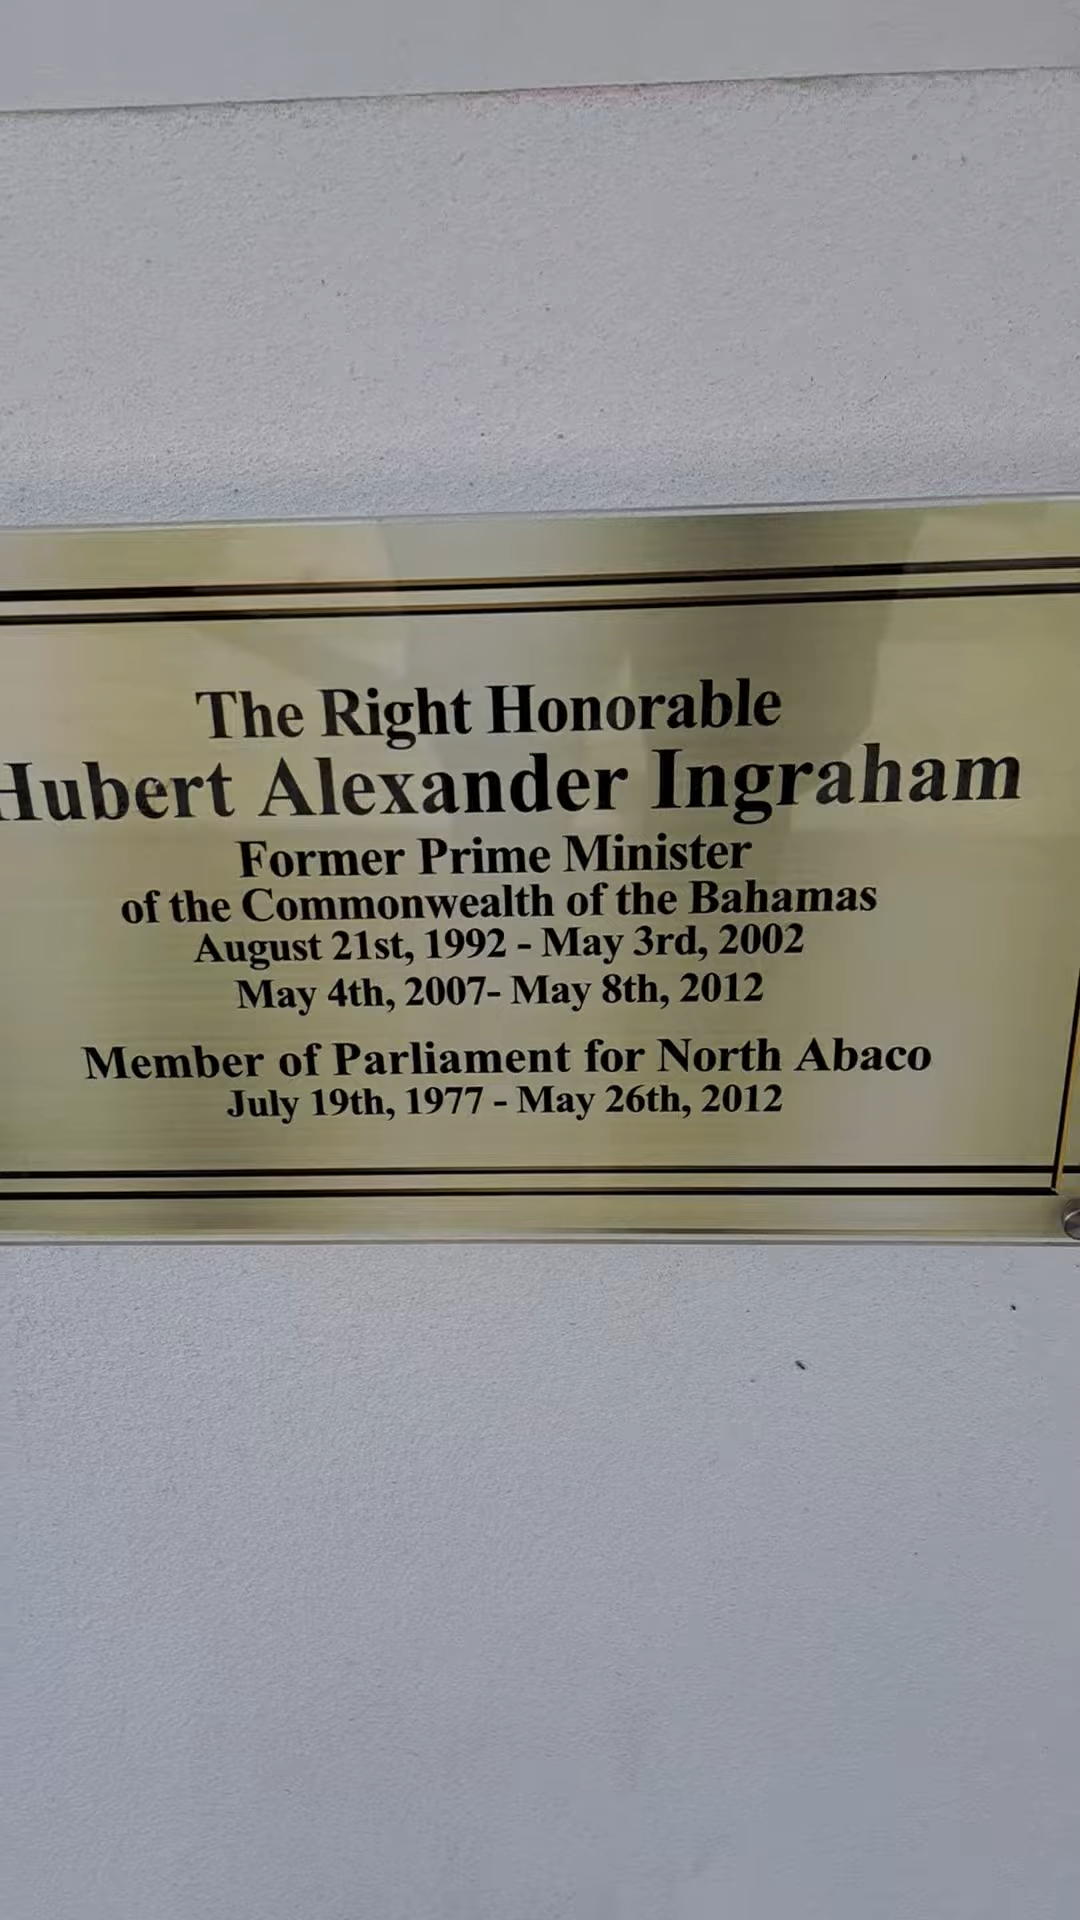 The Right Honorable
Hubert Alexander Ingraham
Former Prime Minister
of the Commonwealth of the Bahamas
August 21st, 1992 - May 3rd, 2002
May 4th, 2007- May 8th, 2012
Member of Parliament for North Abaco
July 19th, 1977 - May 26th, 2012